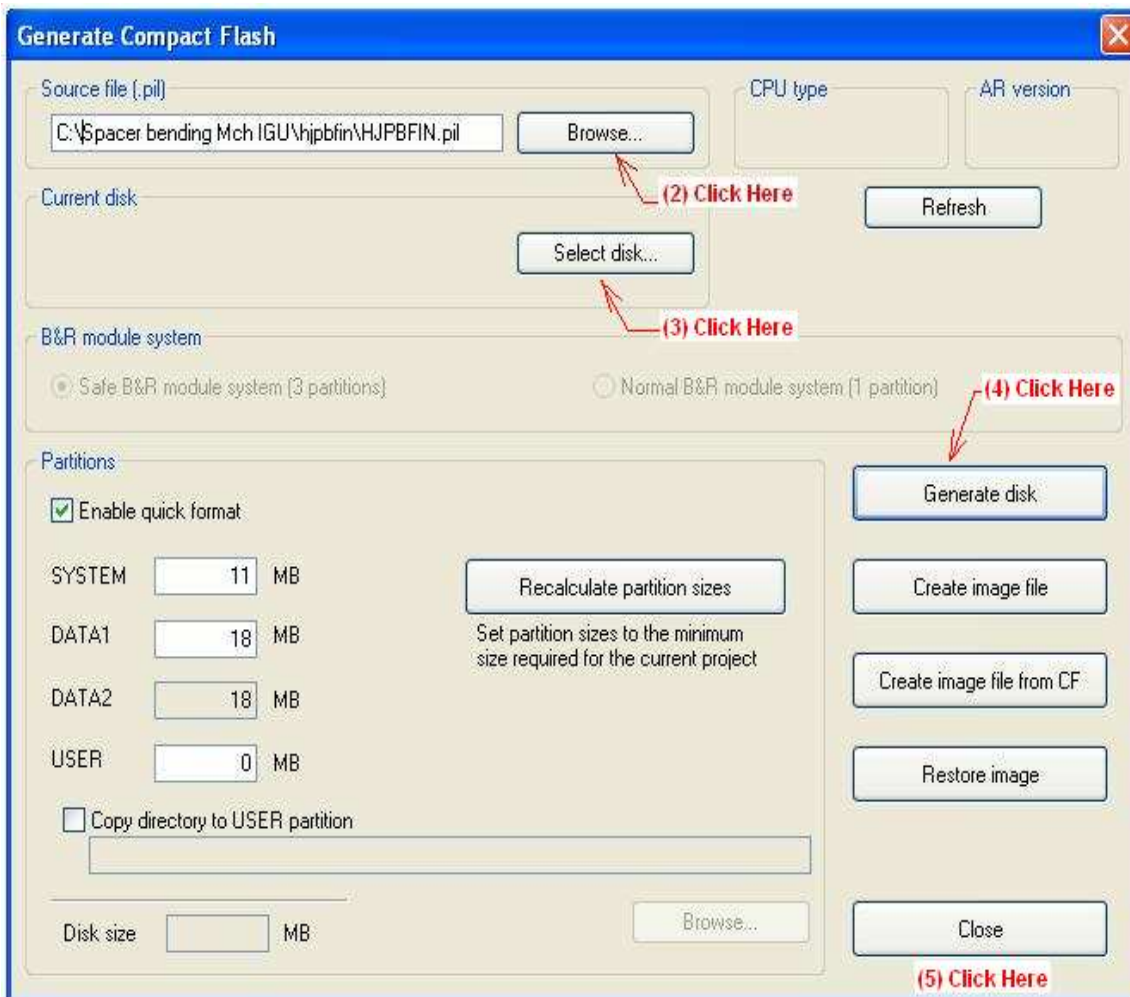 Generate Compact Flash
Source file (.pil)
C:\Spacer bending Mch IGU\hjpbfin\HJPBFIN.pil
Browse...
CPU type
AR version
(2) Click Here
Current disk
Refresh
Select disk...
(3) Click Here
B&R module system
Safe B&R module system (3 partitions)
Normal B&R module system (1 partition)
(4) Click Here
Partitions
Enable quick format
Generate disk
SYSTEM 11 MB
Recalculate partition sizes
Create image file
DATA1 18 MB
Set partition sizes to the minimum
size required for the current project
DATA2 18 MB
Create image file from CF
USER 0 MB
Restore image
Copy directory to USER partition
Disk size MB
Browse...
Close
(5) Click Here